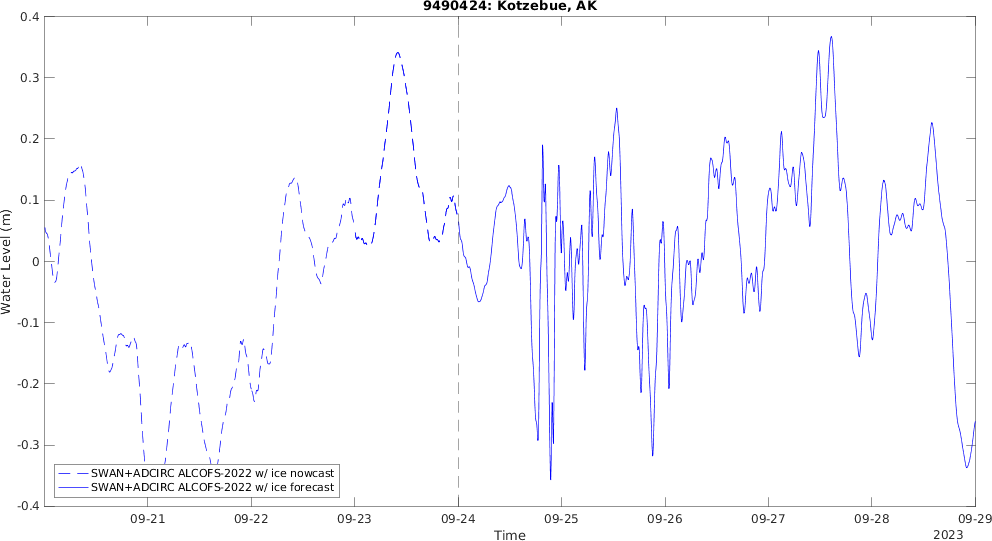 9490424: Kotzebue, AK
0.4
0.3
0.2
0.1
0
-0.1
-0.2
-0.3
-0.4
Water Level (m)
SWAN+ADCIRC ALCOFS-2022 w/ ice nowcast
SWAN+ADCIRC ALCOFS-2022 w/ ice forecast
09-21 09-22 09-23 09-24 09-25 09-26 09-27 09-28 09-29
Time
2023